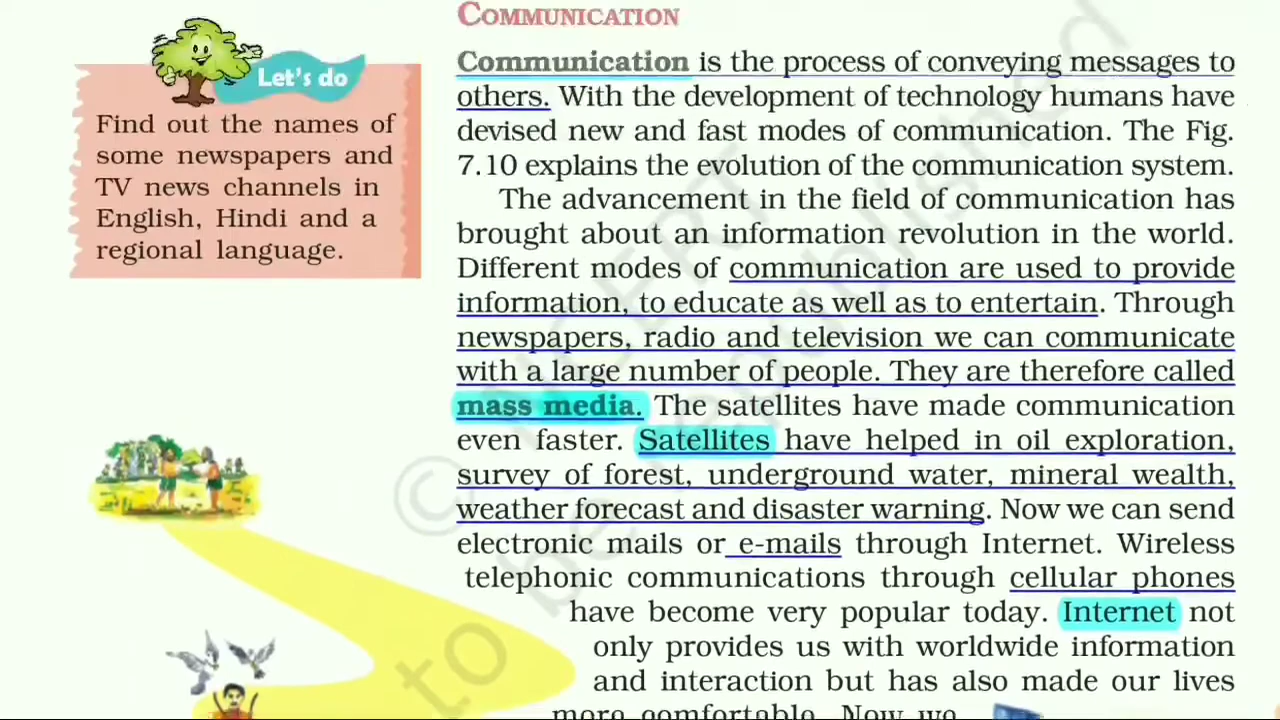 COMMUNICATION
Let's do
Find out the names of
some newspapers and
TV news channels in
English, Hindi and a
regional language.
Communication is the process of conveying messages to
others. With the development of technology humans have
devised new and fast modes of communication. The Fig.
7.10 explains the evolution of the communication system.
The advancement in the field of communication has
brought about an information revolution in the world.
Different modes of communication are used to provide
information, to educate as well as to entertain. Through
newspapers, radio and television we can communicate
with a large number of people. They are therefore called
mass media. The satellites have made communication
even faster. Satellites have helped in oil exploration,
survey of forest, underground water, mineral wealth,
weather forecast and disaster warning. Now we can send
electronic mails or e-mails through Internet. Wireless
telephonic communications through cellular phones
have become very popular today. Internet not
only provides us with worldwide information
and interaction but has also made our lives
more comfortable. Now we
© NCERT
to be republished